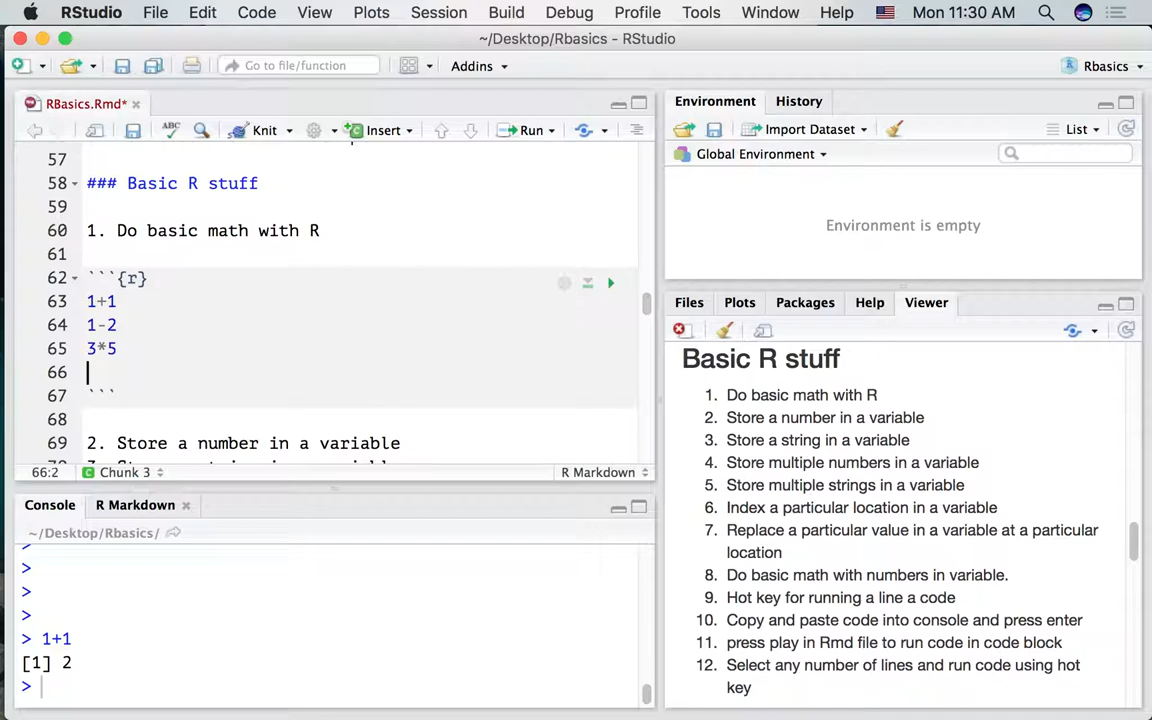 RStudio File Edit Code View Plots Session Build Debug Profile Tools Window Help Mon 11:30 AM
~/Desktop/Rbasics - RStudio
Go to file/function Addins Rbasics
RBasics.Rmd*
ABC Knit Insert Run
57
58 ### Basic R stuff
59
60 1. Do basic math with R
61
62 ```{r}
63 1+1
64 1-2
65 3*5
66
67 ```
68
69 2. Store a number in a variable
66:2 Chunk 3 R Markdown
Console R Markdown
~/Desktop/Rbasics/
>
>
>
>
> 1+1
[1] 2
>
Environment History
Import Dataset List
Global Environment
Environment is empty
Files Plots Packages Help Viewer
Basic R stuff
1. Do basic math with R
2. Store a number in a variable
3. Store a string in a variable
4. Store multiple numbers in a variable
5. Store multiple strings in a variable
6. Index a particular location in a variable
7. Replace a particular value in a variable at a particular
location
8. Do basic math with numbers in variable.
9. Hot key for running a line a code
10. Copy and paste code into console and press enter
11. press play in Rmd file to run code in code block
12. Select any number of lines and run code using hot
key